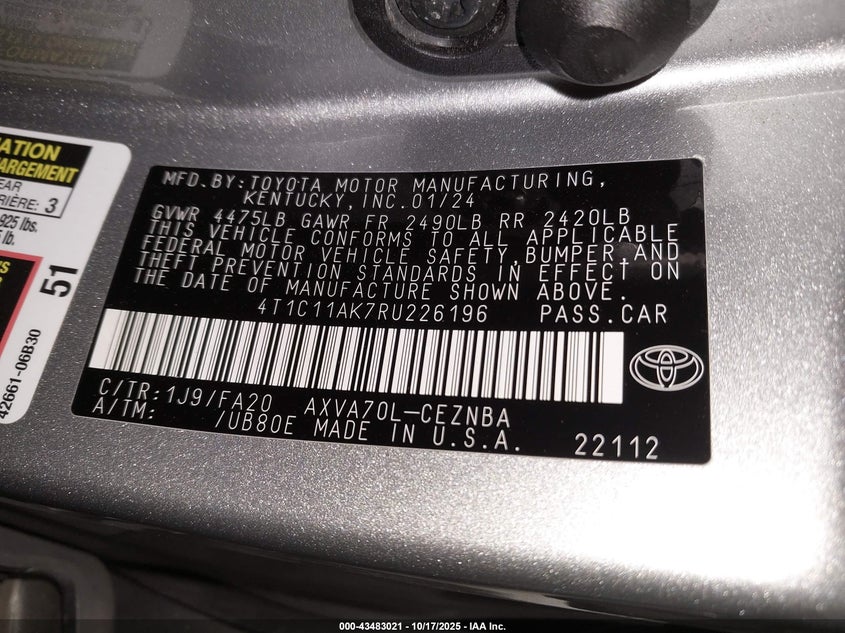 MATION
ARGEMENT
EAR
RIÈRE: 3
925 lbs.
lb.
51
42661-06B30
MFD.BY:TOYOTA MOTOR MANUFACTURING,
KENTUCKY, INC.01/24
GVWR 4475LB GAWR FR 2490LB RR 2420LB
THIS VEHICLE CONFORMS TO ALL APPLICABLE
FEDERAL MOTOR VEHICLE SAFETY,BUMPER,AND
THEFT PREVENTION STANDARDS IN EFFECT ON
THE DATE OF MANUFACTURE SHOWN ABOVE.
4T1C11AK7RU226196 PASS.CAR
C/TR:1J9/FA20 AXVA70L-CEZNBA
A/TM: /UB80E MADE IN U.S.A. 22112
000-43483021 - 10/17/2025 - IAA Inc.